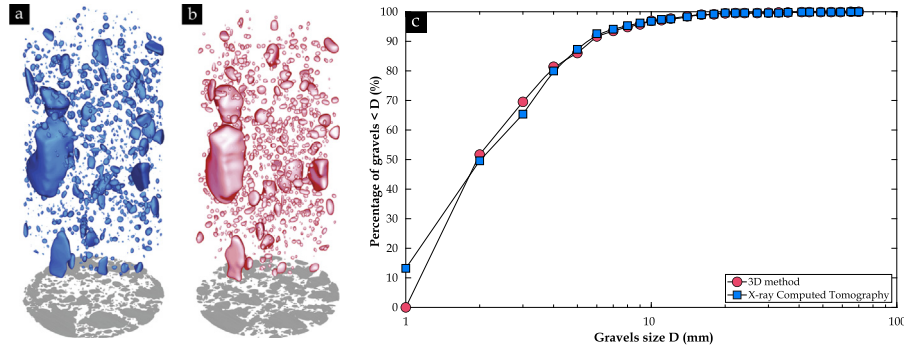 a
b
c
Percentage of gravels < D (%)
100
90
80
70
60
50
40
30
20
10
0
3D method
X-ray Computed Tomography
1
10
100
Gravels size D (mm)